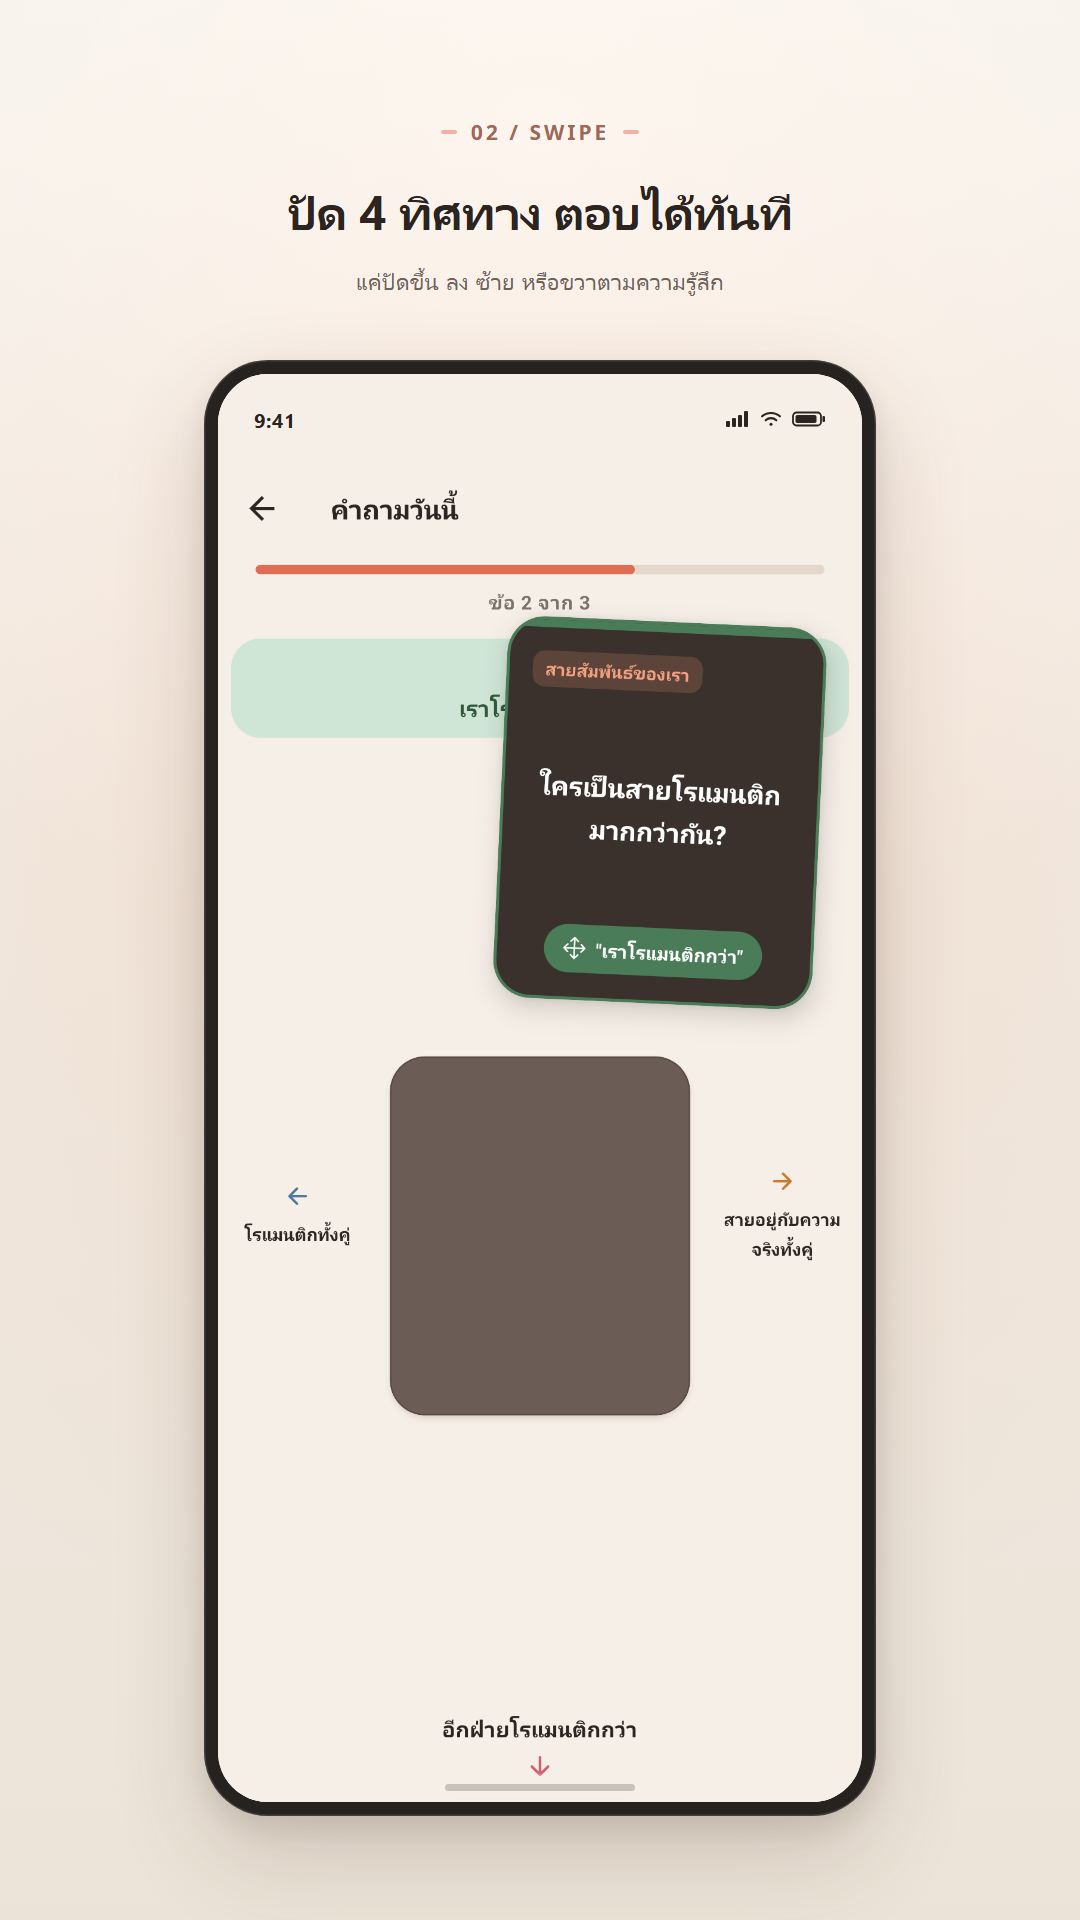 02 / SWIPE
ปัด 4 ทิศทาง ตอบได้ทันที
แค่ปัดขึ้น ลง ซ้าย หรือขวาตามความรู้สึก
9:41
คำถามวันนี้
ข้อ 2 จาก 3
สายสัมพันธ์ของเรา
ใครเป็นสายโรแมนติก
มากกว่ากัน?
"เราโรแมนติกกว่า"
โรแมนติกทั้งคู่
สายอยู่กับความ
จริงทั้งคู่
อีกฝ่ายโรแมนติกกว่า